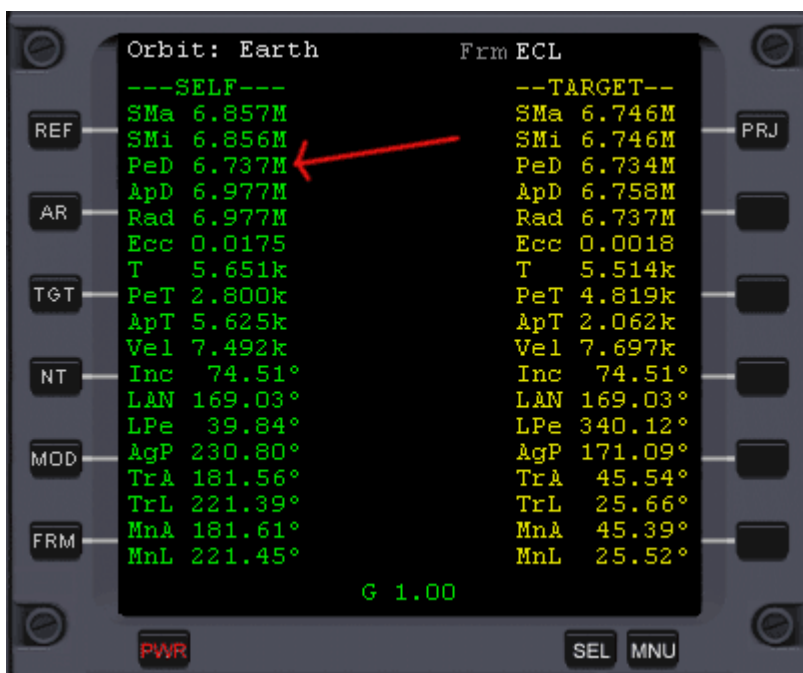 Orbit: Earth Frm ECL
---SELF--- --TARGET--
SMa 6.857M SMa 6.746M
REF SMi 6.856M SMi 6.746M PRJ
PeD 6.737M PeD 6.734M
ApD 6.977M ApD 6.758M
AR Rad 6.977M Rad 6.737M
Ecc 0.0175 Ecc 0.0018
T 5.651k T 5.514k
TGT PeT 2.800k PeT 4.819k
ApT 5.625k ApT 2.062k
Vel 7.492k Vel 7.697k
NT Inc 74.51° Inc 74.51°
LAN 169.03° LAN 169.03°
LPe 39.84° LPe 340.12°
MOD AgP 230.80° AgP 171.09°
TrA 181.56° TrA 45.54°
TrL 221.39° TrL 25.66°
FRM MnA 181.61° MnA 45.39°
MnL 221.45° MnL 25.52°
G 1.00
PWR SEL MNU